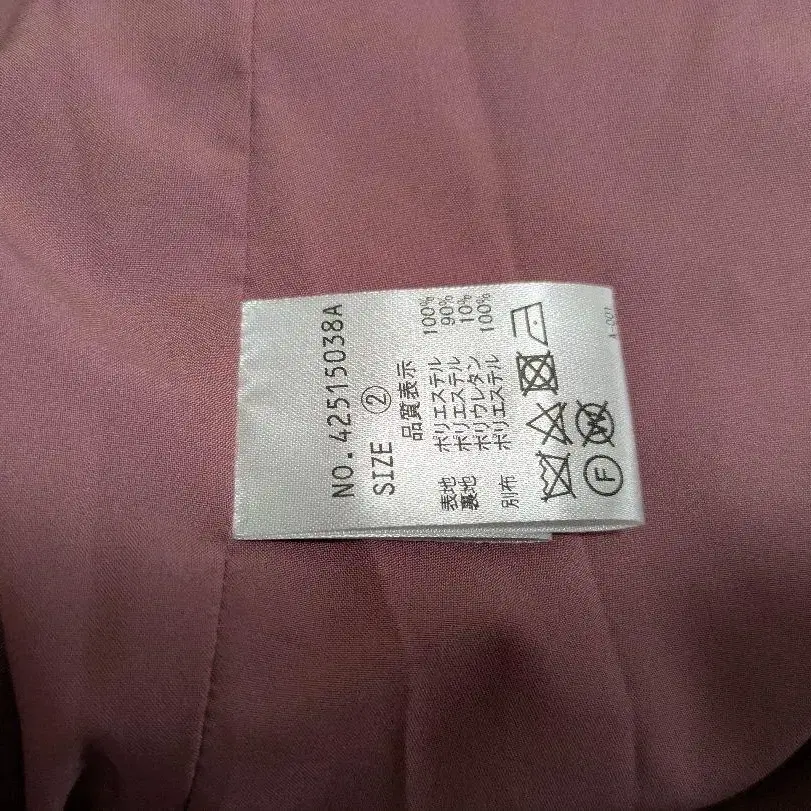 NO.42515038A
SIZE ②
品質表示
表地 ポリエステル 100%
裏地 ポリエステル 90%
ポリウレタン 10%
別布 ポリエステル 100%
F W